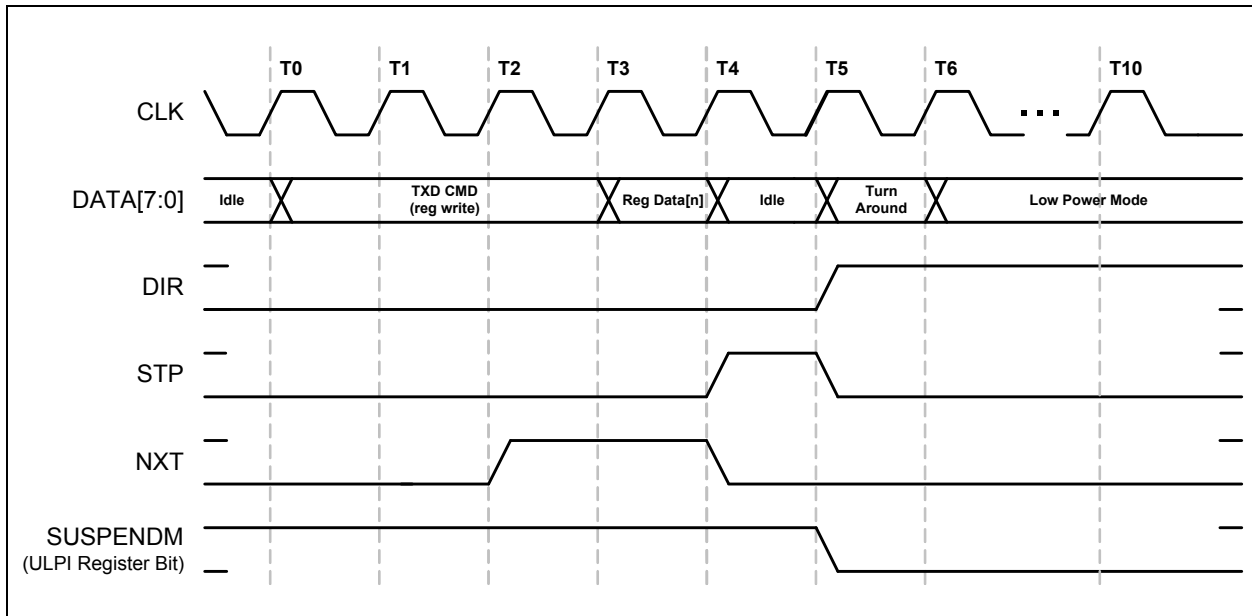 T0 T1 T2 T3 T4 T5 T6 T10
CLK
...
DATA[7:0]
Idle
TXD CMD
(reg write)
Reg Data[n]
Idle
Turn
Around
Low Power Mode
DIR
STP
NXT
SUSPENDM
(ULPI Register Bit)